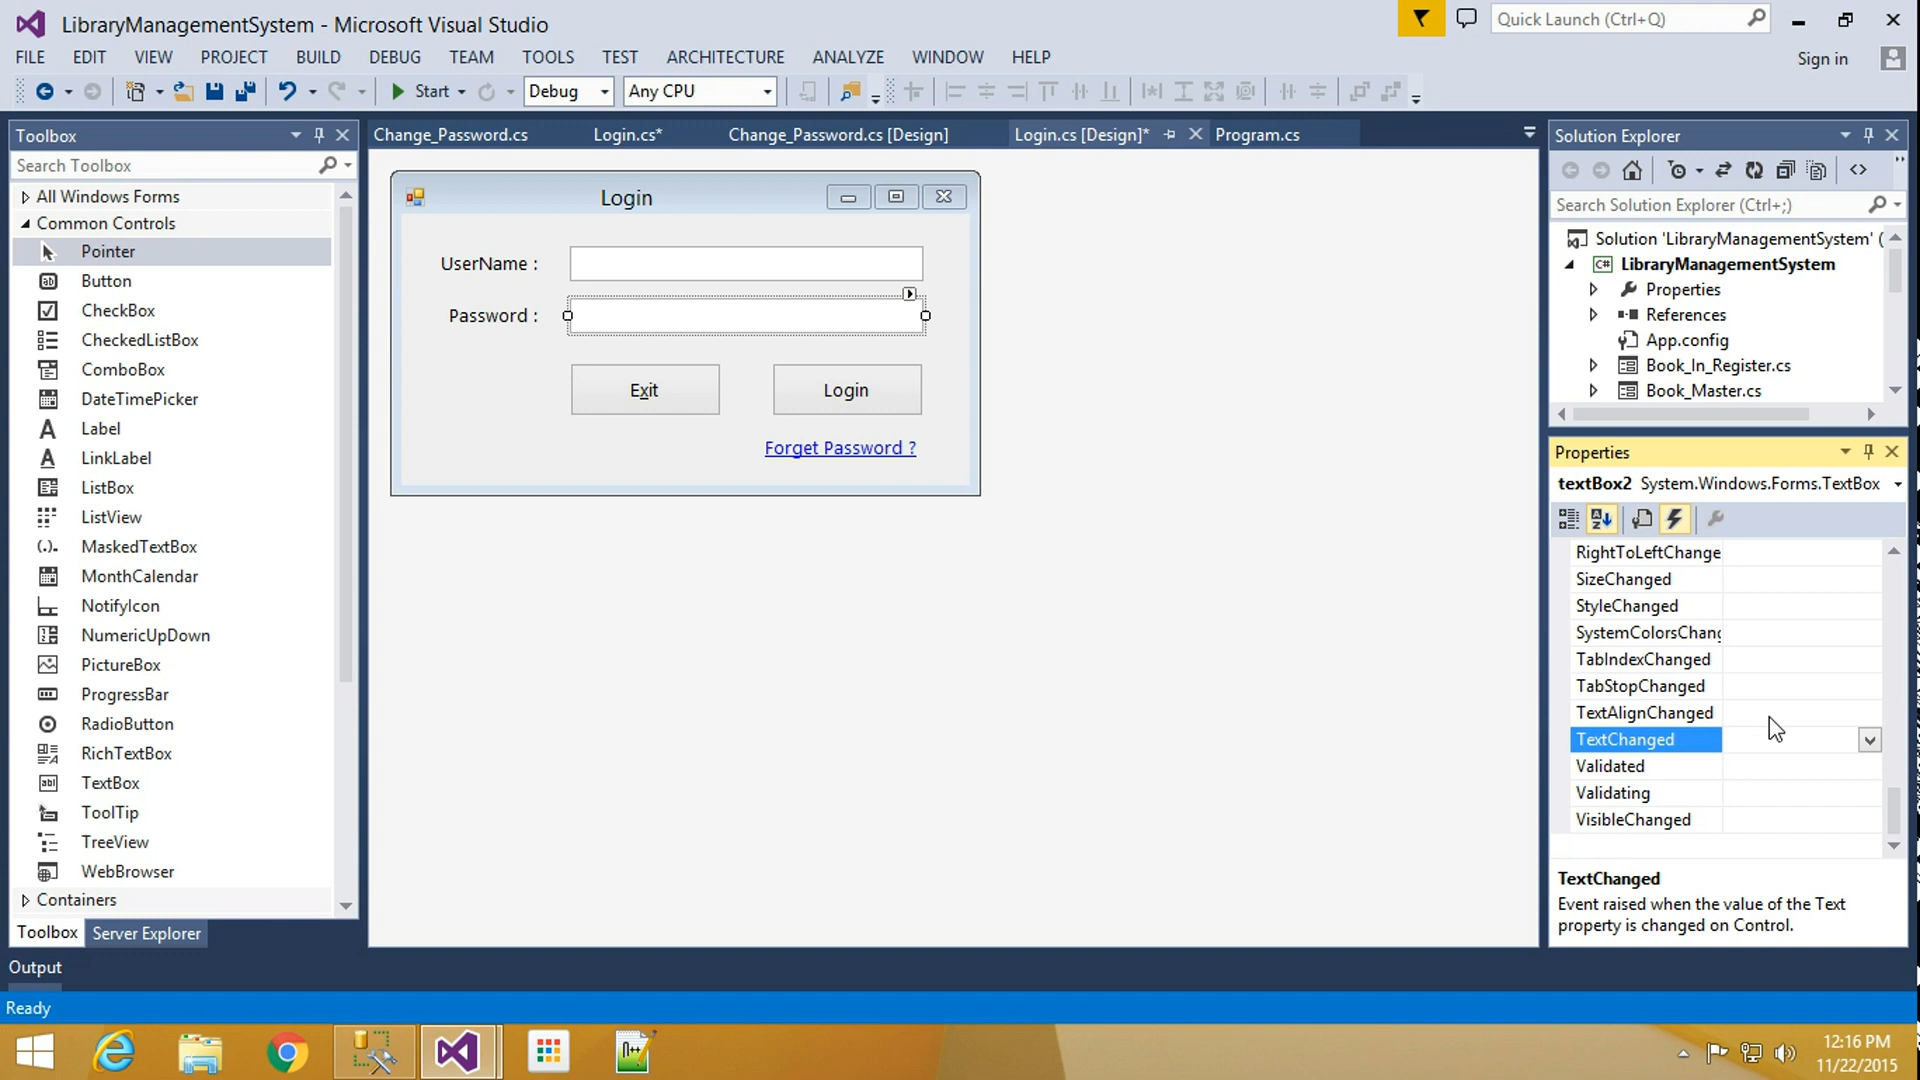 LibraryManagementSystem - Microsoft Visual Studio
Quick Launch (Ctrl+Q)
FILE EDIT VIEW PROJECT BUILD DEBUG TEAM TOOLS TEST ARCHITECTURE ANALYZE WINDOW HELP
Sign in
Start Debug Any CPU
Toolbox
Search Toolbox
All Windows Forms
Common Controls
Pointer
Button
CheckBox
CheckedListBox
ComboBox
DateTimePicker
Label
LinkLabel
ListBox
ListView
MaskedTextBox
MonthCalendar
NotifyIcon
NumericUpDown
PictureBox
ProgressBar
RadioButton
RichTextBox
TextBox
ToolTip
TreeView
WebBrowser
Containers
Toolbox Server Explorer
Change_Password.cs Login.cs* Change_Password.cs [Design] Login.cs [Design]* Program.cs
Login
UserName :
Password :
Exit Login
Forget Password ?
Solution Explorer
Search Solution Explorer (Ctrl+;)
Solution 'LibraryManagementSystem' (
LibraryManagementSystem
Properties
References
App.config
Book_In_Register.cs
Book_Master.cs
Properties
textBox2 System.Windows.Forms.TextBox
RightToLeftChange
SizeChanged
StyleChanged
SystemColorsChang
TabIndexChanged
TabStopChanged
TextAlignChanged
TextChanged
Validated
Validating
VisibleChanged
TextChanged
Event raised when the value of the Text
property is changed on Control.
Output
Ready
12:16 PM
11/22/2015